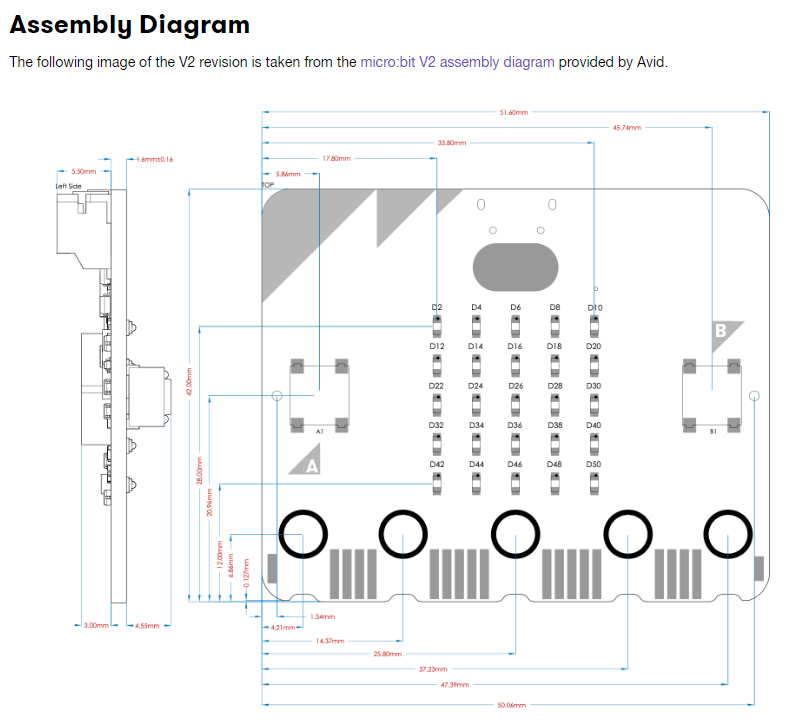 Assembly Diagram
The following image of the V2 revision is taken from the micro:bit V2 assembly diagram provided by Avid.
51.60mm
45.74mm
33.80mm
1.6mm±0.16
17.80mm
5.50mm
5.86mm
Left Side
TOP
D2 D4 D6 D8 D10
B
D12 D14 D16 D18 D20
42.00mm
D22 D24 D26 D28 D30
D32 D34 D36 D38 D40
A1
B1
A
D42 D44 D46 D48 D50
28.00mm
20.96mm
12.00mm
6.86mm
0.127mm
1.54mm
3.00mm
4.55mm
4.21mm
14.37mm
25.80mm
37.23mm
47.39mm
50.06mm